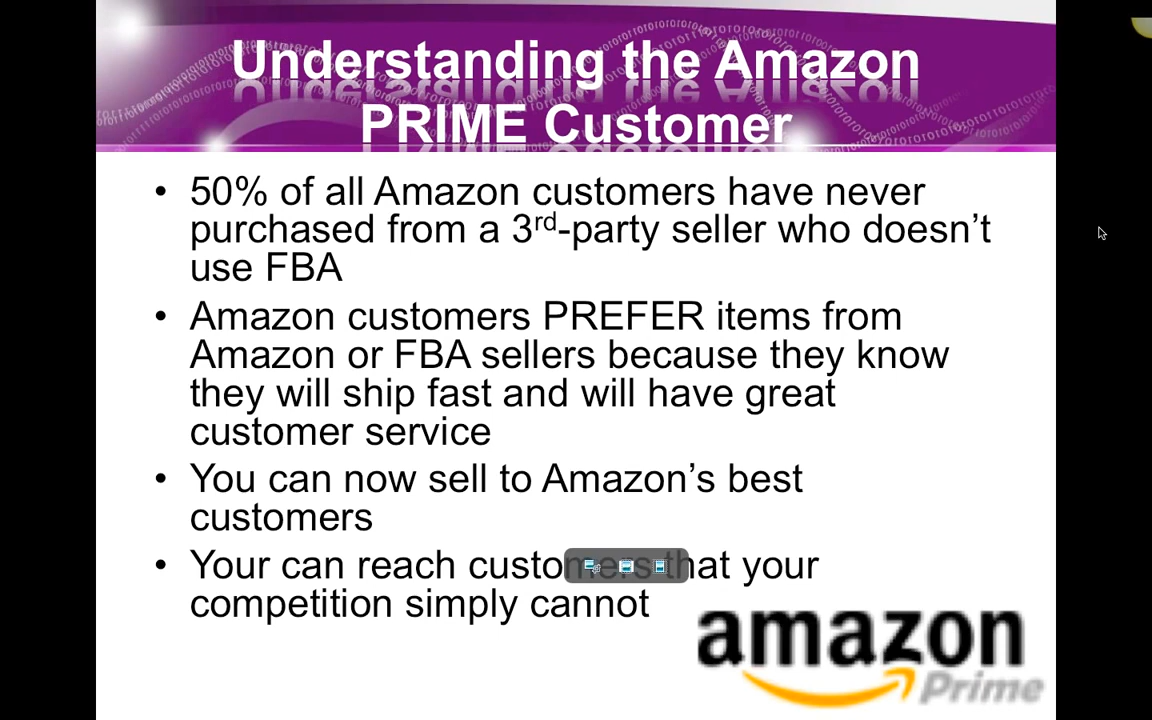 Understanding the Amazon
PRIME Customer
• 50% of all Amazon customers have never
purchased from a 3rd-party seller who doesn’t
use FBA
• Amazon customers PREFER items from
Amazon or FBA sellers because they know
they will ship fast and will have great
customer service
• You can now sell to Amazon’s best
customers
• Your can reach customers that your
competition simply cannot
amazon
Prime